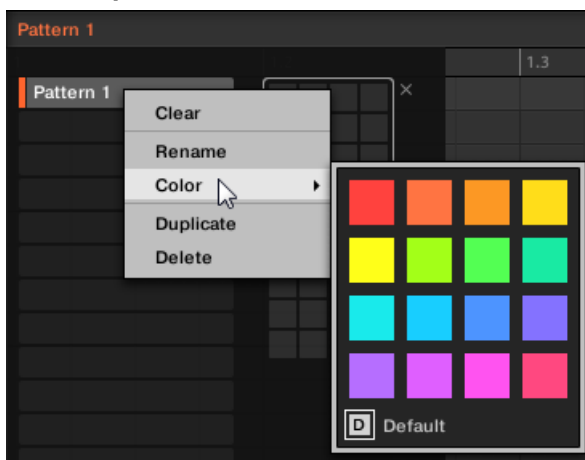 Pattern 1
1.3
Pattern 1
×
Clear
Rename
Color
Duplicate
Delete
D Default